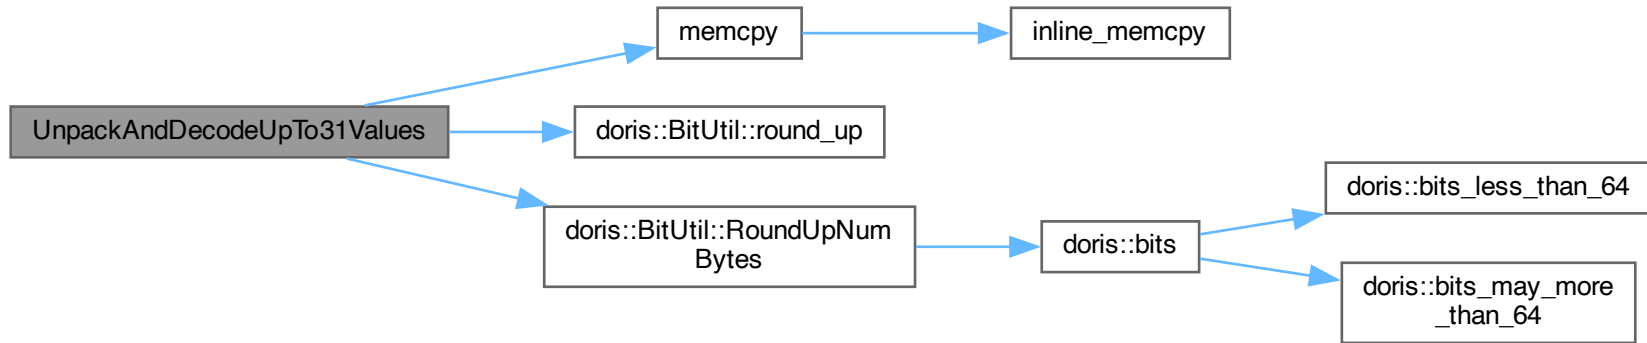 memcpy
inline_memcpy
UnpackAndDecodeUpTo31Values
doris::BitUtil::round_up
doris::BitUtil::RoundUpNum
Bytes
doris::bits
doris::bits_less_than_64
doris::bits_may_more
_than_64